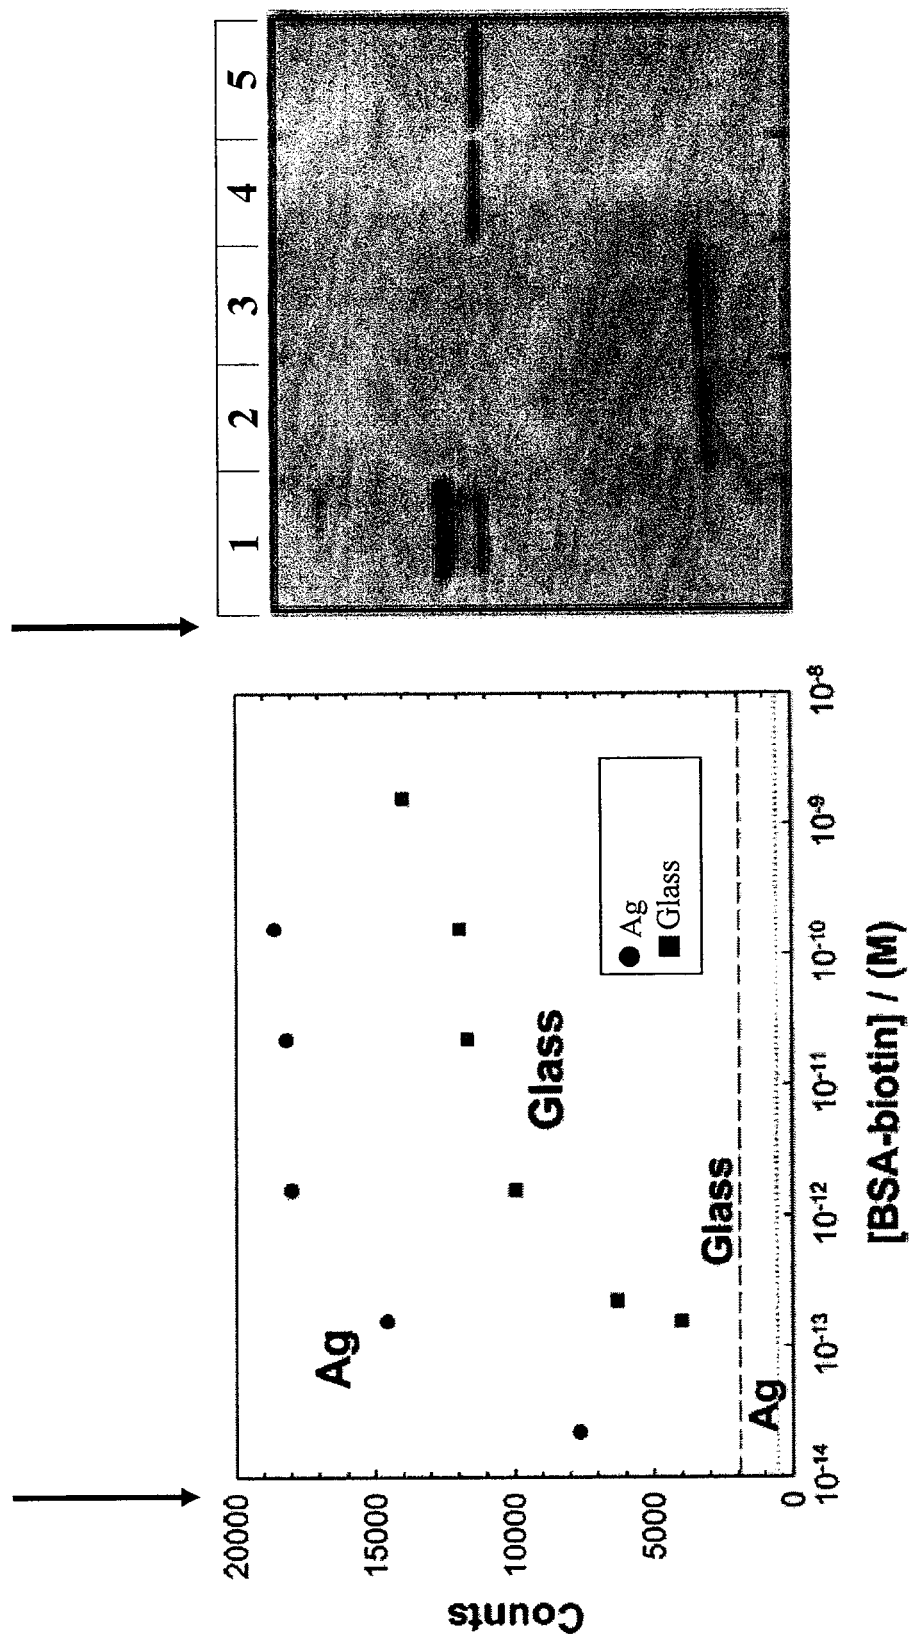 1 2 3 4 5
20000
15000
10000
5000
0
Counts
Ag
Glass
Glass
Ag
● Ag
■ Glass
10-14 10-13 10-12 10-11 10-10 10-9 10-8
[BSA-biotin] / (M)